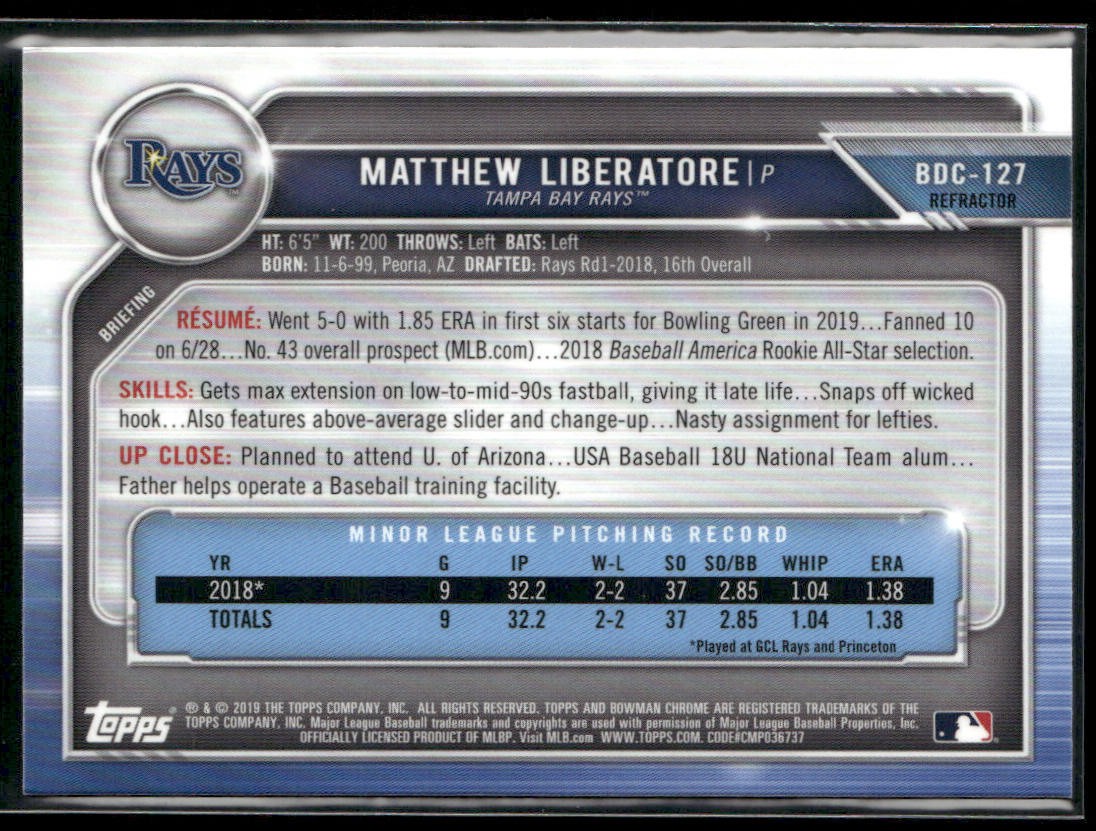 RAYS™
MATTHEW LIBERATORE | P
TAMPA BAY RAYS™
BDC-127
REFRACTOR
HT: 6'5" WT: 200 THROWS: Left BATS: Left
BORN: 11-6-99, Peoria, AZ DRAFTED: Rays Rd1-2018, 16th Overall
BRIEFING
RÉSUMÉ: Went 5-0 with 1.85 ERA in first six starts for Bowling Green in 2019...Fanned 10
on 6/28...No. 43 overall prospect (MLB.com)...2018 Baseball America Rookie All-Star selection.
SKILLS: Gets max extension on low-to-mid-90s fastball, giving it late life...Snaps off wicked
hook...Also features above-average slider and change-up...Nasty assignment for lefties.
UP CLOSE: Planned to attend U. of Arizona...USA Baseball 18U National Team alum...
Father helps operate a Baseball training facility.
MINOR LEAGUE PITCHING RECORD
YR G IP W-L SO SO/BB WHIP ERA
2018* 9 32.2 2-2 37 2.85 1.04 1.38
TOTALS 9 32.2 2-2 37 2.85 1.04 1.38
*Played at GCL Rays and Princeton
Topps®
® & © 2019 THE TOPPS COMPANY, INC. ALL RIGHTS RESERVED. TOPPS AND BOWMAN CHROME ARE REGISTERED TRADEMARKS OF THE
TOPPS COMPANY, INC. Major League Baseball trademarks and copyrights are used with permission of Major League Baseball Properties, Inc.
OFFICIALLY LICENSED PRODUCT OF MLBP. Visit MLB.com WWW.TOPPS.COM. CODE#CMP036737